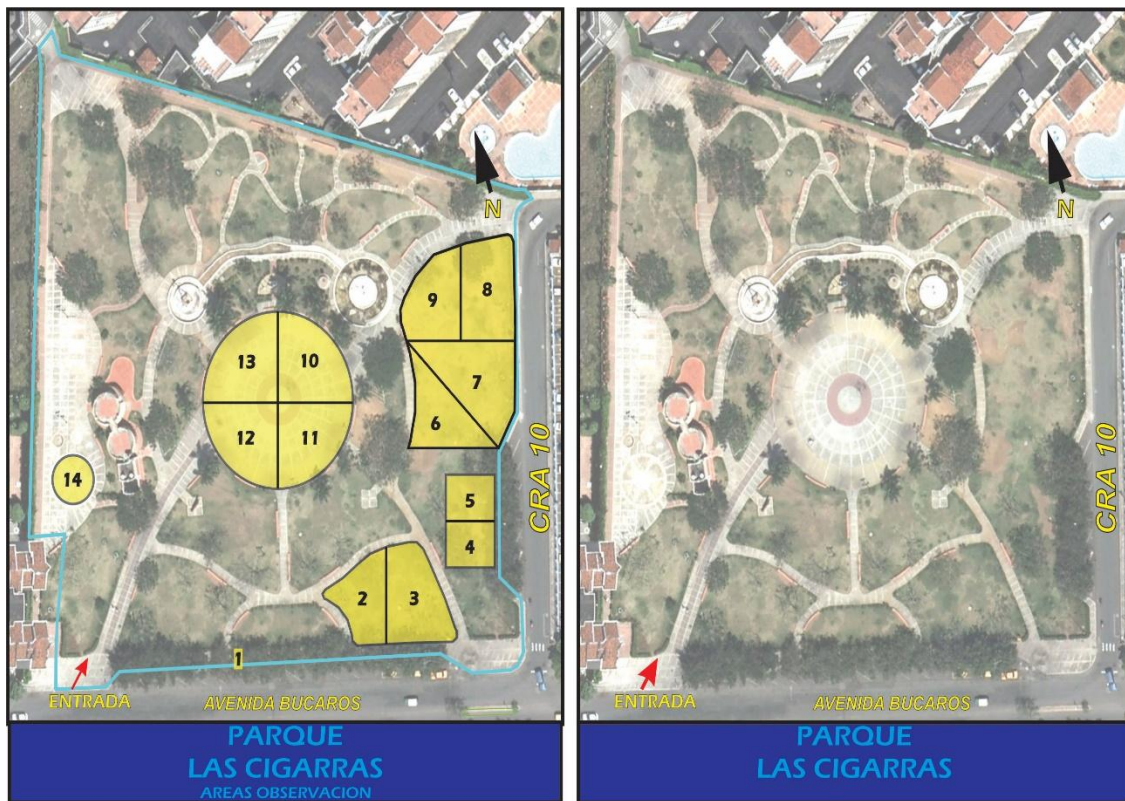 N
9
8
13
10
7
6
12
11
14
5
4
2
3
1
CRA 10
ENTRADA
AVENIDA BUCAROS
PARQUE
LAS CIGARRAS
AREAS OBSERVACION
N
CRA 10
ENTRADA
AVENIDA BUCAROS
PARQUE
LAS CIGARRAS